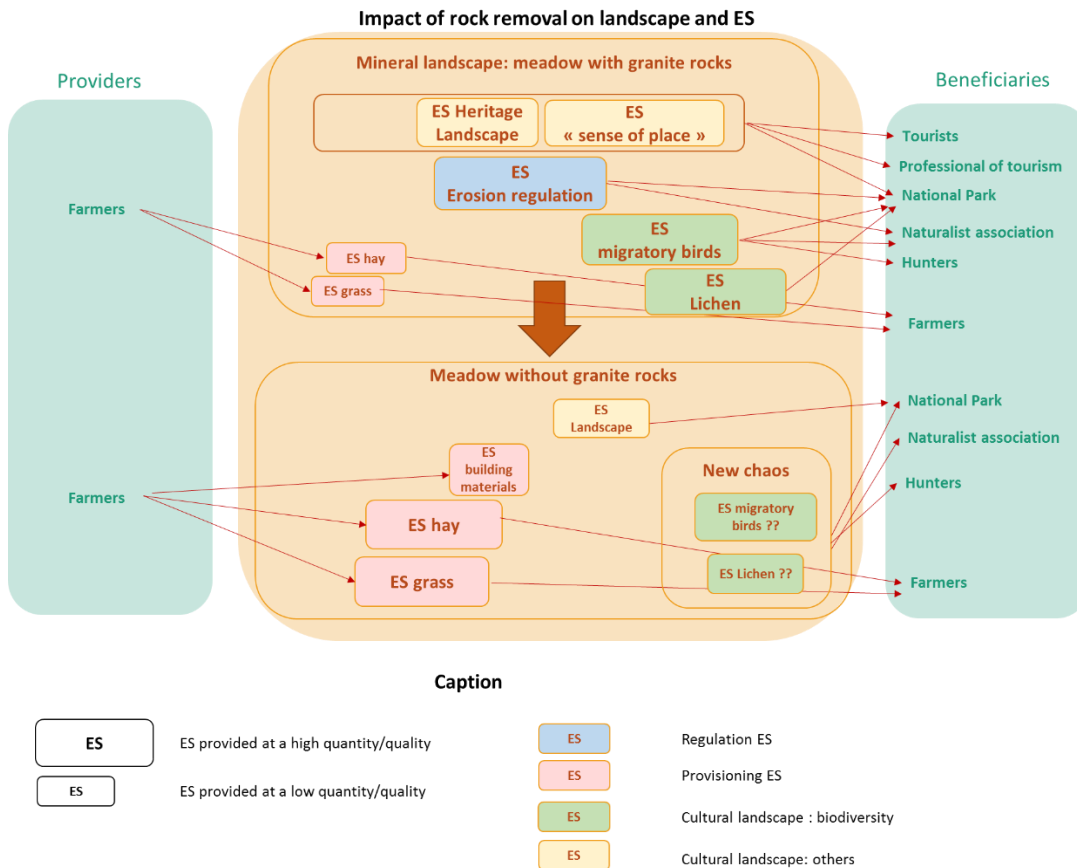 Impact of rock removal on landscape and ES
Providers
Beneficiaries
Mineral landscape: meadow with granite rocks
ES Heritage
Landscape
ES
« sense of place »
ES
Erosion regulation
ES
migratory birds
ES hay
ES grass
ES
Lichen
Farmers
Tourists
Professional of tourism
National Park
Naturalist association
Hunters
Farmers
Meadow without granite rocks
ES
Landscape
ES
building
materials
ES hay
ES grass
New chaos
ES migratory
birds ??
ES Lichen ??
Farmers
National Park
Naturalist association
Hunters
Farmers
Caption
ES
ES provided at a high quantity/quality
ES
ES provided at a low quantity/quality
ES
Regulation ES
ES
Provisioning ES
ES
Cultural landscape : biodiversity
ES
Cultural landscape: others